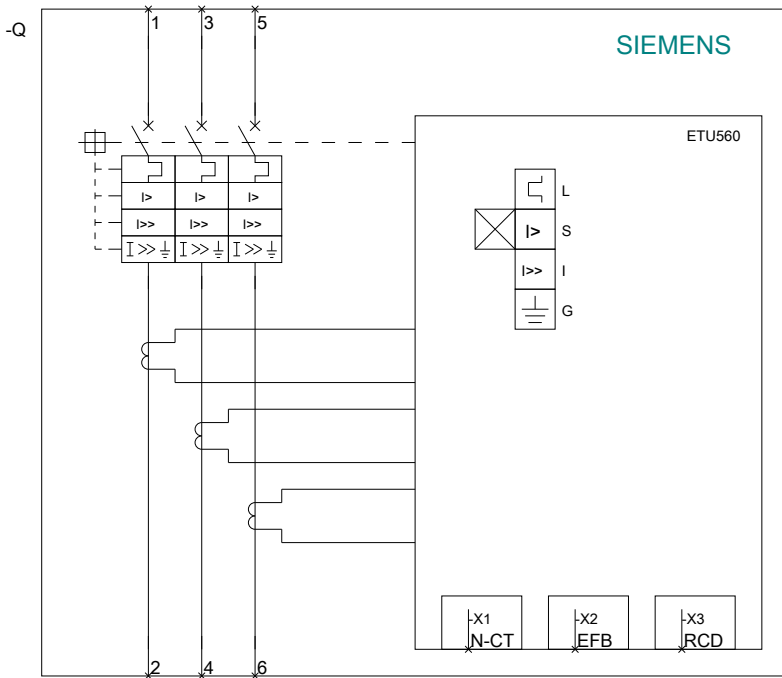 -Q
1 3 5
SIEMENS
ETU560
L
I> I> I> I> S
I>> I>> I>> I>> I
I>> I>> I>> G
-X1 -X2 -X3
N-CT EFB RCD
2 4 6